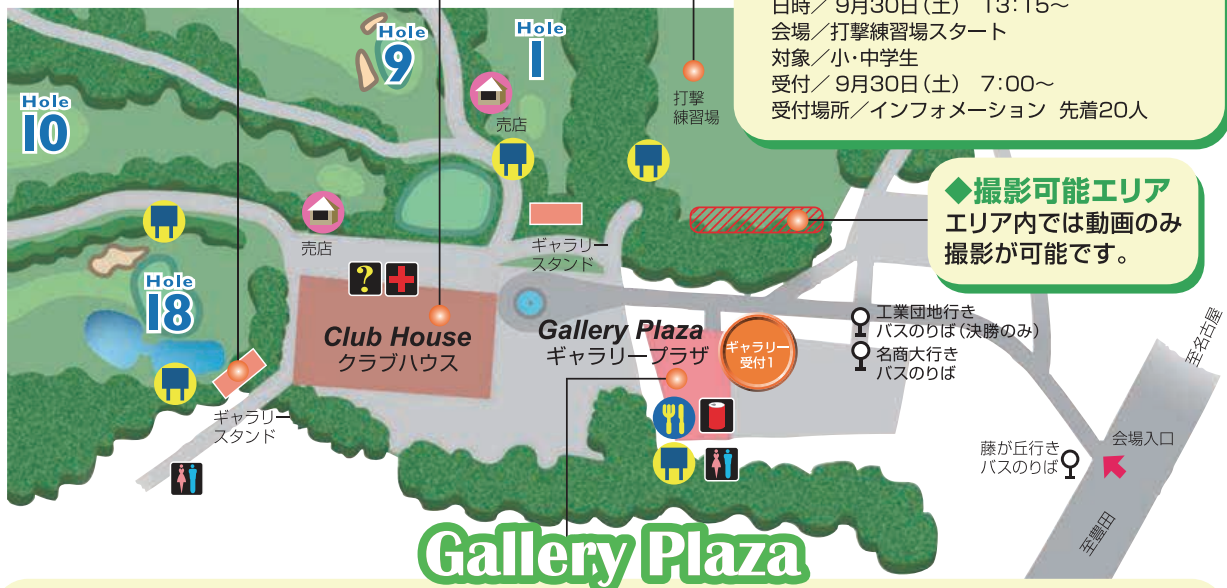 日時／9月30日（土） 13：15～
会場／打撃練習場スタート
対象／小・中学生
受付／9月30日（土） 7：00～
受付場所／インフォメーション 先着20人
Hole
9
Hole
1
Hole
10
売店
打撃
練習場
◆撮影可能エリア
エリア内では動画のみ
撮影が可能です。
売店
ギャラリー
スタンド
Hole
18
?
Club House
クラブハウス
Gallery Plaza
ギャラリープラザ
ギャラリー
受付1
工業団地行き
バスのりば（決勝のみ）
名商大行き
バスのりば
至名古屋
ギャラリー
スタンド
藤が丘行き
バスのりば
会場入口
至豊田
Gallery Plaza